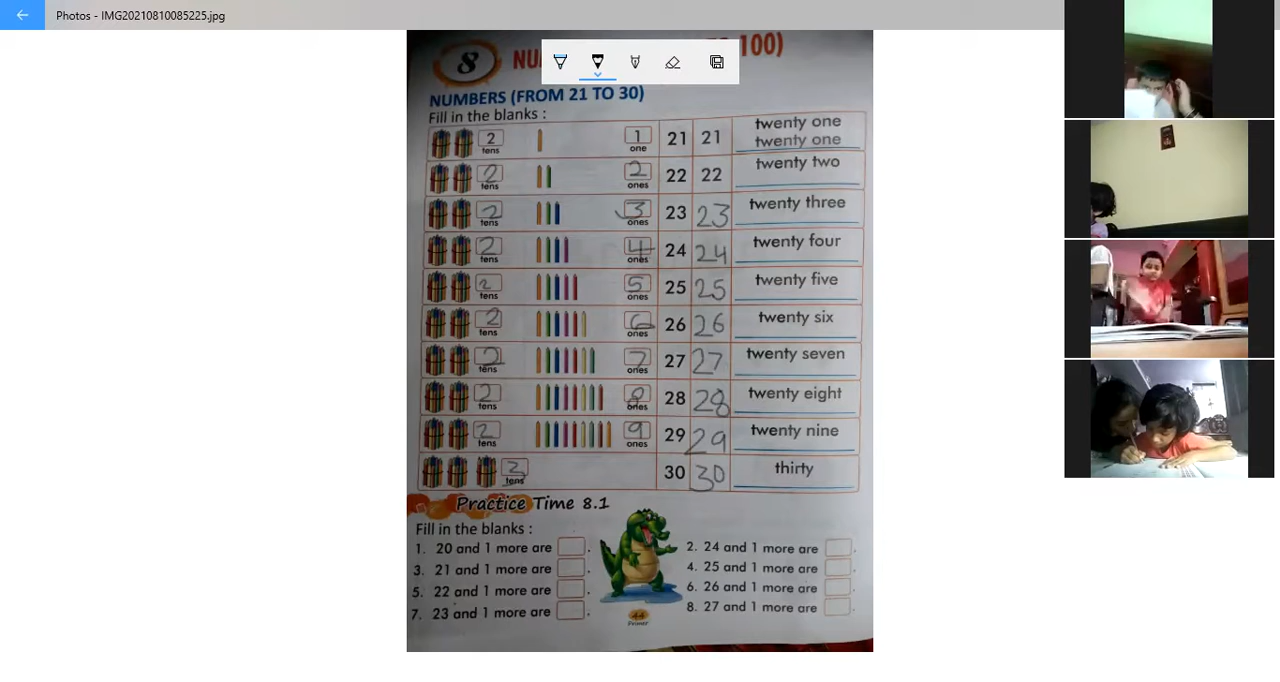 Photos - IMG20210810085225.jpg
8
100)
NUMBERS (FROM 21 TO 30)
Fill in the blanks :
2 tens 1 one 21 21 twenty one
twenty one
2 tens 2 ones 22 22 twenty two
2 tens 3 ones 23 23 twenty three
2 tens 4 ones 24 24 twenty four
2 tens 5 ones 25 25 twenty five
2 tens 6 ones 26 26 twenty six
2 tens 7 ones 27 27 twenty seven
2 tens 8 ones 28 28 twenty eight
2 tens 9 ones 29 29 twenty nine
3 tens 30 30 thirty
Practice Time 8.1
Fill in the blanks :
1. 20 and 1 more are .
2. 24 and 1 more are .
3. 21 and 1 more are .
4. 25 and 1 more are .
5. 22 and 1 more are .
6. 26 and 1 more are .
7. 23 and 1 more are .
8. 27 and 1 more are .
44
Primer